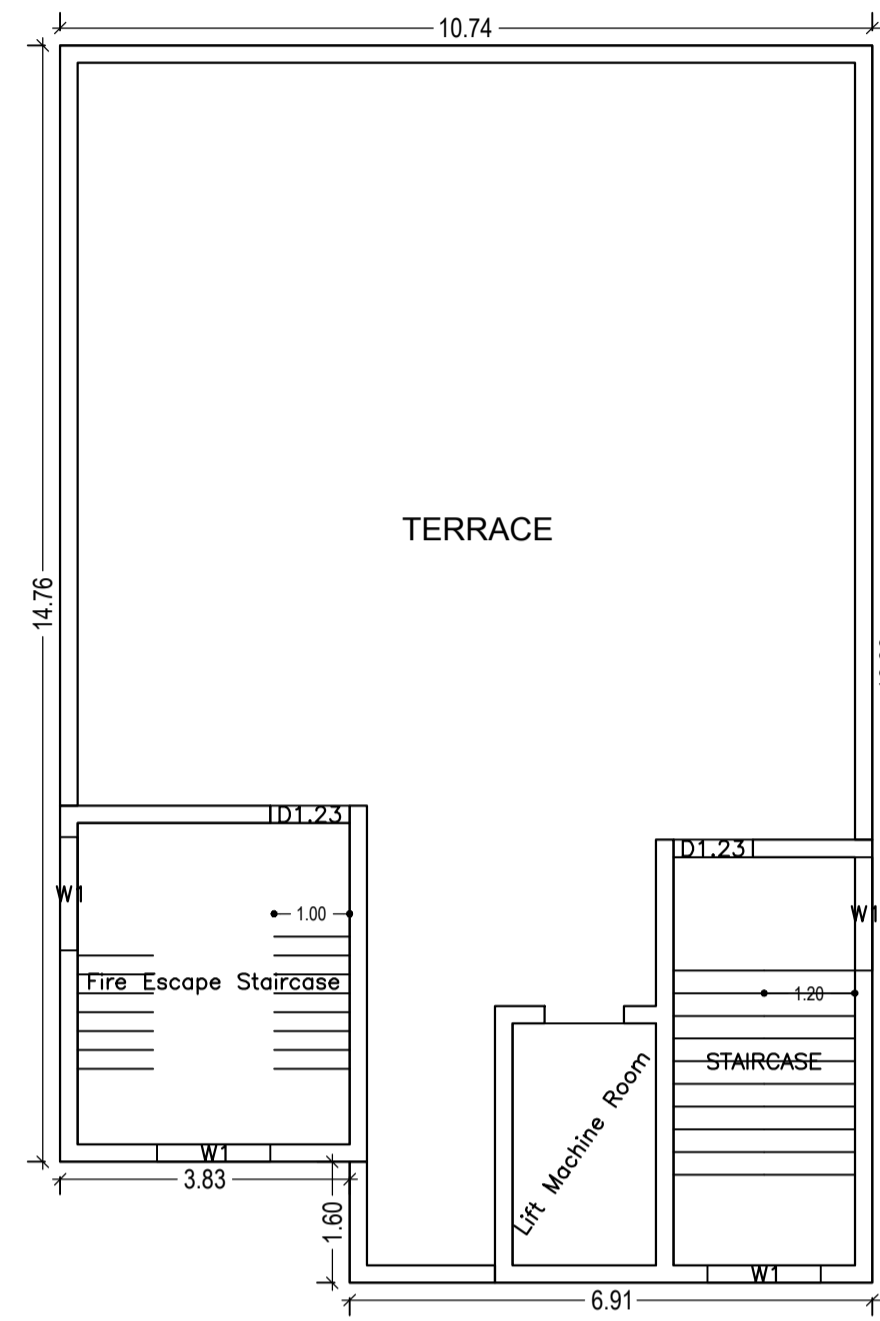 10.74
TERRACE
14.76
D1.23
D1.23
W1
W1
1.00
Fire Escape Staircase
1.20
STAIRCASE
Lift Machine Room
W1
3.83
1.60
W1
6.91